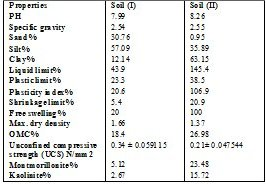 Properties Soil (I) Soil (II)
PH 7.99 8.26
Specific gravity 2.54 2.55
Sand% 30.76 0.95
Silt% 57.09 35.89
Clay% 12.14 63.15
Liquid limit% 43.9 145.4
Plastic limit% 23.3 38.5
Plasticity index% 20.6 106.9
Shrinkage limit% 5.4 20.9
Free swelling% 20 100
Max. dry density 1.66 1.37
OMC% 18.4 26.98
Unconfined compressive
strength (UCS) N/mm 2 0.34 ± 0.059115 0.21± 0.047544
Montmorillonite% 5.12 23.48
Kaolinite% 2.67 15.72